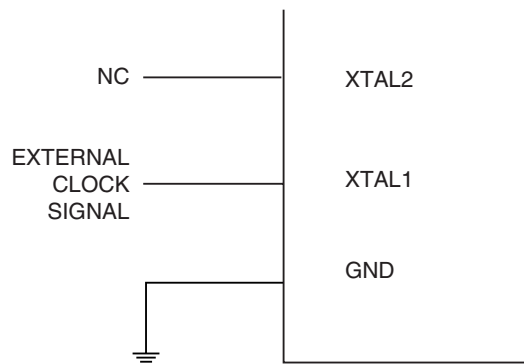 NC
XTAL2
EXTERNAL
CLOCK
SIGNAL
XTAL1
GND